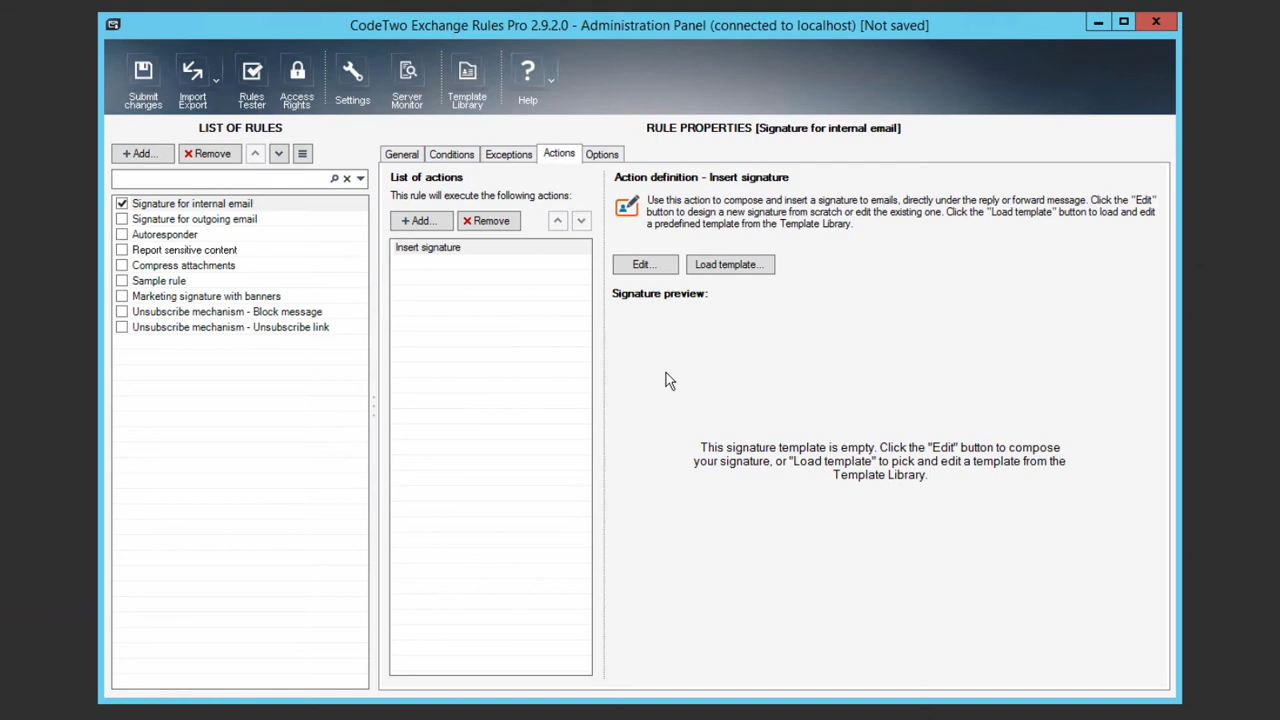 CodeTwo Exchange Rules Pro 2.9.2.0 - Administration Panel (connected to localhost) [Not saved]
Submit changes
Import Export
Rules Tester
Access Rights
Settings
Server Monitor
Template Library
Help
LIST OF RULES
+ Add...
Remove
Signature for internal email
Signature for outgoing email
Autoresponder
Report sensitive content
Compress attachments
Sample rule
Marketing signature with banners
Unsubscribe mechanism - Block message
Unsubscribe mechanism - Unsubscribe link
RULE PROPERTIES [Signature for internal email]
General
Conditions
Exceptions
Actions
Options
List of actions
This rule will execute the following actions:
+ Add...
Remove
Insert signature
Action definition - Insert signature
Use this action to compose and insert a signature to emails, directly under the reply or forward message. Click the "Edit"
button to design a new signature from scratch or edit the existing one. Click the "Load template" button to load and edit
a predefined template from the Template Library.
Edit...
Load template...
Signature preview:
This signature template is empty. Click the "Edit" button to compose
your signature, or "Load template" to pick and edit a template from the
Template Library.